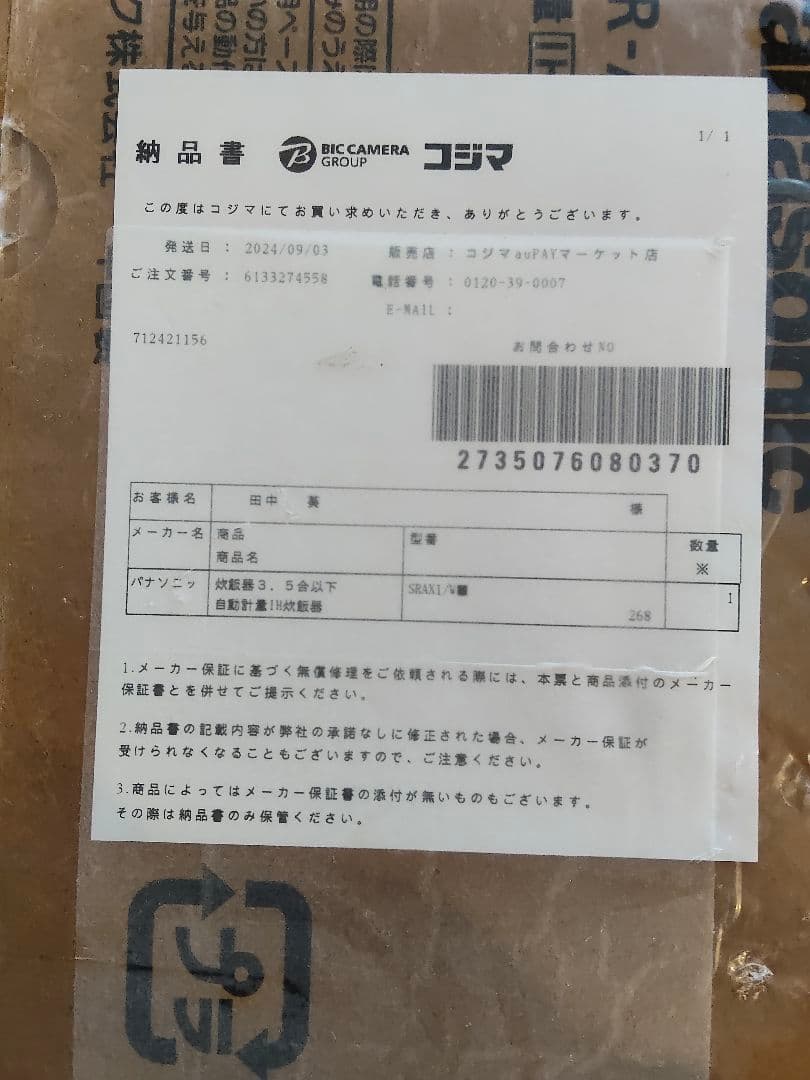 納品書 BIC CAMERA GROUP コジマ
1/ 1
この度はコジマにてお買い求めいただき、ありがとうございます。
発送日 : 2024/09/03
ご注文番号 : 6133274558
販売店 : コジマauPAYマーケット店
電話番号 : 0120-39-0007
E-MAIL :
712421156
お問合わせNO
2735076080370
お客様名 田中 英 様
メーカー名 商品 型番 数量
商品名 ※
パナソニック 炊飯器3.5合以下 SRAX1/W■ 1
自動計量IH炊飯器 268
1.メーカー保証に基づく無償修理をご依頼される際には、本票と商品添付のメーカー
保証書とを併せてご提示ください。
2.納品書の記載内容が弊社の承諾なしに修正された場合、メーカー保証が
受けられなくなることもございますので、ご注意ください。
3.商品によってはメーカー保証書の添付が無いものもございます。
その際は納品書のみ保管ください。
プラ
Panasonic